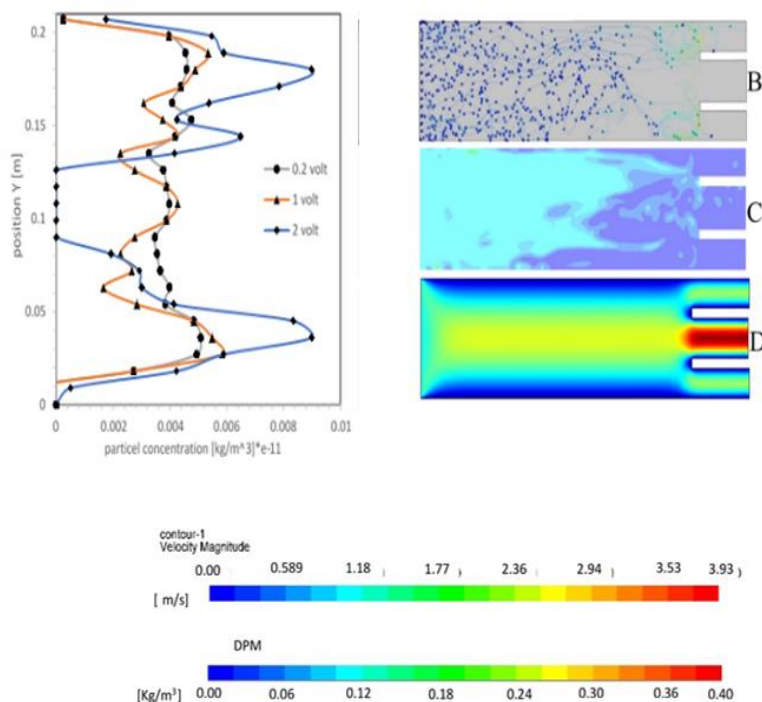 0.2
0.15
0.1
0.05
0
position Y [m]
0.2 volt
1 volt
2 volt
0
0.002
0.004
0.006
0.008
0.01
particel concentration [kg/m^3]*e-11
B
C
D
contour-1
Velocity Magnitude
0.00 0.589 1.18 ) 1.77 ) 2.36 ) 2.94 ) 3.53 3.93 )
[ m/s]
DPM
0.00 0.06 0.12 0.18 0.24 0.30 0.36 0.40
[Kg/m³]